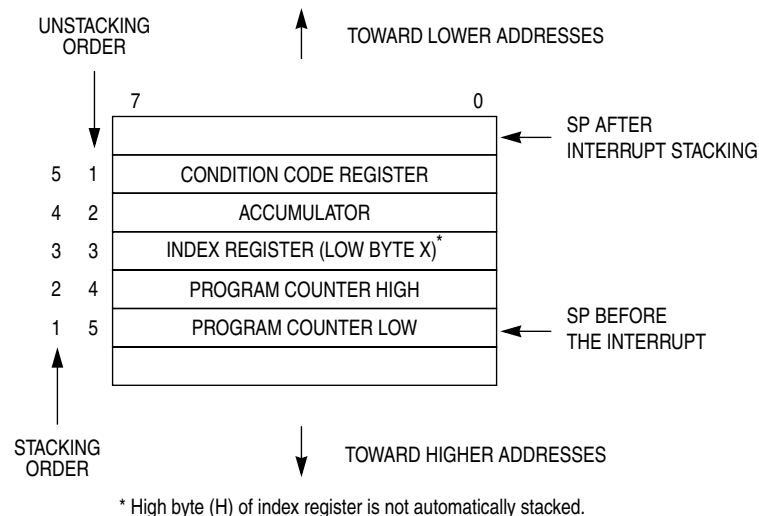 UNSTACKING
ORDER
TOWARD LOWER ADDRESSES
7 0
SP AFTER
INTERRUPT STACKING
5 1 CONDITION CODE REGISTER
4 2 ACCUMULATOR
3 3 INDEX REGISTER (LOW BYTE X)*
2 4 PROGRAM COUNTER HIGH
1 5 PROGRAM COUNTER LOW
SP BEFORE
THE INTERRUPT
STACKING
ORDER
TOWARD HIGHER ADDRESSES
* High byte (H) of index register is not automatically stacked.